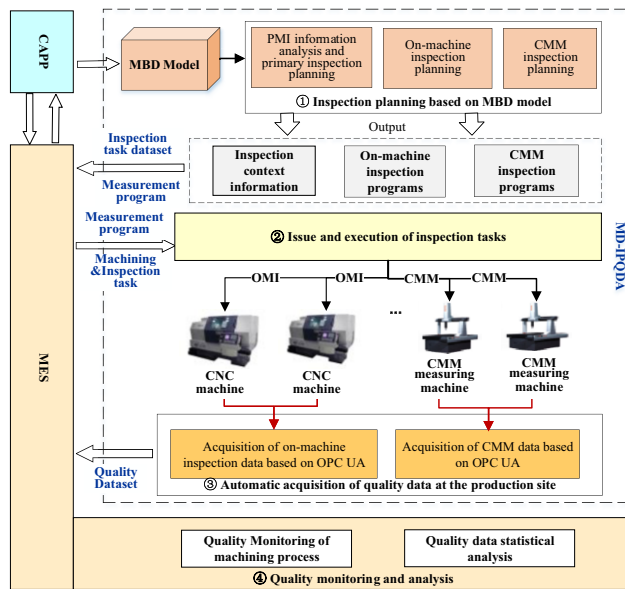 CAPP
MBD Model
PMI information
analysis and
primary inspection
planning
On-machine
inspection
planning
CMM
inspection
planning
① Inspection planning based on MBD model
Output
Inspection
task dataset
Measurement
program
Inspection
context
information
On-machine
inspection
programs
CMM
inspection
programs
Measurement
program
Machining
&Inspection
task
② Issue and execution of inspection tasks
MD-IPQDA
OMI
OMI
...
CMM
CMM
CNC
machine
CNC
machine
CMM
measuring
machine
CMM
measuring
machine
MES
Acquisition of on-machine
inspection data based on OPC UA
Acquisition of CMM data based
on OPC UA
③ Automatic acquisition of quality data at the production site
Quality
Dataset
Quality Monitoring of
machining process
Quality data statistical
analysis
④ Quality monitoring and analysis